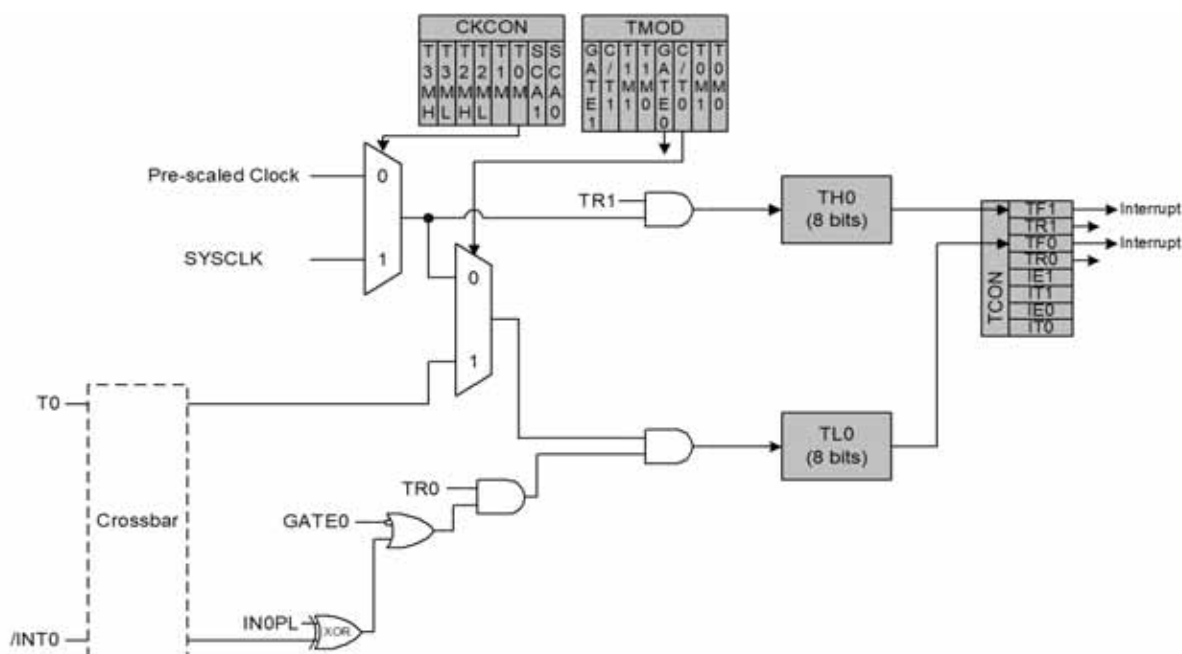 CKCON
T3MH T3ML T2MH T2ML T1M T0M SCA1 SCA0
TMOD
GATE1 C/T1 T1M1 T1M0 GATE0 C/T0 T0M1 T0M0
Pre-scaled Clock
0
SYSCLK
1
TR1
TH0
(8 bits)
TCON
TF1
TR1
TF0
TR0
IE1
IT1
IE0
IT0
Interrupt
Interrupt
0
1
T0
Crossbar
/INT0
TL0
(8 bits)
TR0
GATE0
IN0PL
XOR